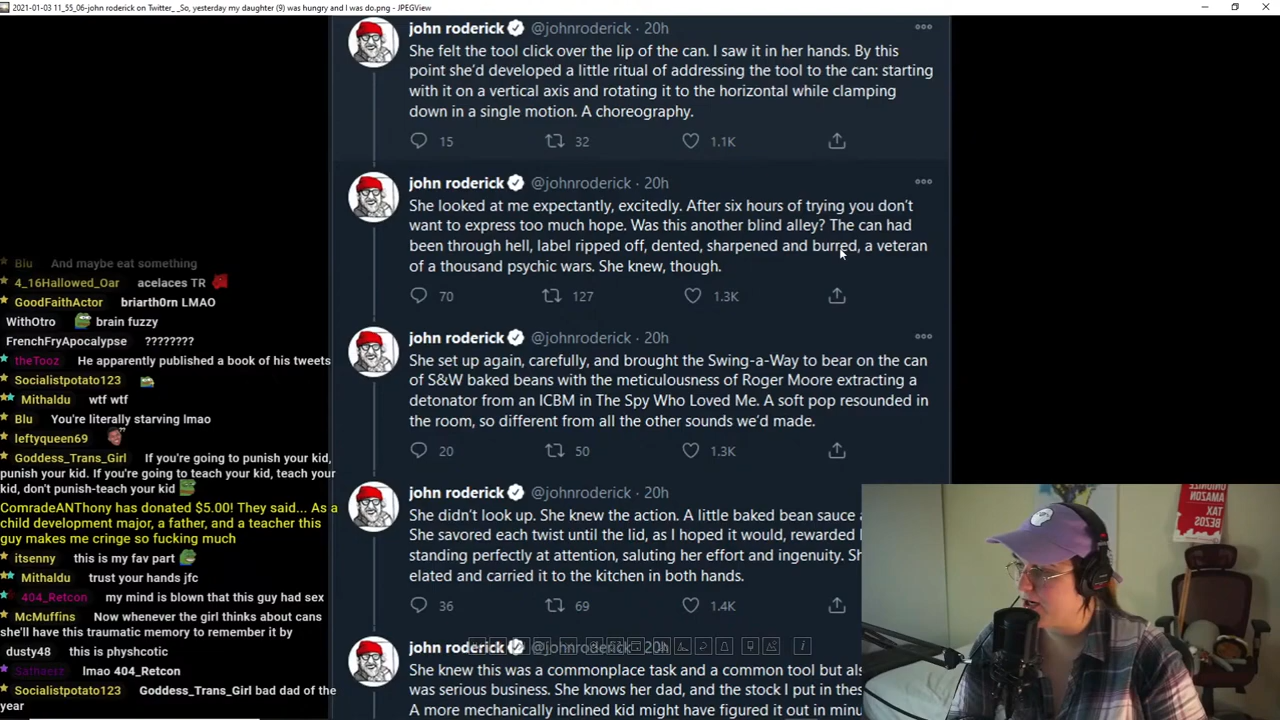 2021-01-03 11_55_06-john roderick on Twitter_ _So, yesterday my daughter (9) was hungry and I was do.png - JPEGView
john roderick @johnroderick · 20h
She felt the tool click over the lip of the can. I saw it in her hands. By this
point she'd developed a little ritual of addressing the tool to the can: starting
with it on a vertical axis and rotating it to the horizontal while clamping
down in a single motion. A choreography.
15 32 1.1K
john roderick @johnroderick · 20h
She looked at me expectantly, excitedly. After six hours of trying you don't
want to express too much hope. Was this another blind alley? The can had
been through hell, label ripped off, dented, sharpened and burred, a veteran
of a thousand psychic wars. She knew, though.
70 127 1.3K
john roderick @johnroderick · 20h
She set up again, carefully, and brought the Swing-a-Way to bear on the can
of S&W baked beans with the meticulousness of Roger Moore extracting a
detonator from an ICBM in The Spy Who Loved Me. A soft pop resounded in
the room, so different from all the other sounds we'd made.
20 50 1.3K
john roderick @johnroderick · 20h
She didn't look up. She knew the action. A little baked bean sauce
She savored each twist until the lid, as I hoped it would, rewarded
standing perfectly at attention, saluting her effort and ingenuity.
elated and carried it to the kitchen in both hands.
36 69 1.4K
john roderick @johnroderick · 20h
She knew this was a commonplace task and a common tool but
was serious business. She knows her dad, and the stock I put in
A more mechanically inclined kid might have figured it out in
Blu And maybe eat something
4_16Hallowed_Oar acelaces TR
GoodFaithActor briarth0rn LMAO
WithOtro brain fuzzy
FrenchFryApocalypse ????????
theTooz He apparently published a book of his tweets
Socialistpotato123
Mithaldu wtf wtf
Blu You're literally starving lmao
leftyqueen69
Goddess_Trans_Girl If you're going to punish your kid,
punish your kid. If you're going to teach your kid, teach your
kid, don't punish-teach your kid
ComradeANThony has donated $5.00! They said... As a
child development major, a father, and a teacher this
guy makes me cringe so fucking much
itsenny this is my fav part
Mithaldu trust your hands jfc
404_Retcon my mind is blown that this guy had sex
McMuffins Now whenever the girl thinks about cans
she'll have this traumatic memory to remember it by
dusty48 this is physhcotic
lmao 404_Retcon
Socialistpotato123 Goddess_Trans_Girl bad dad of the
year
UNIONIZE
AMAZON
TAX
BEZOS